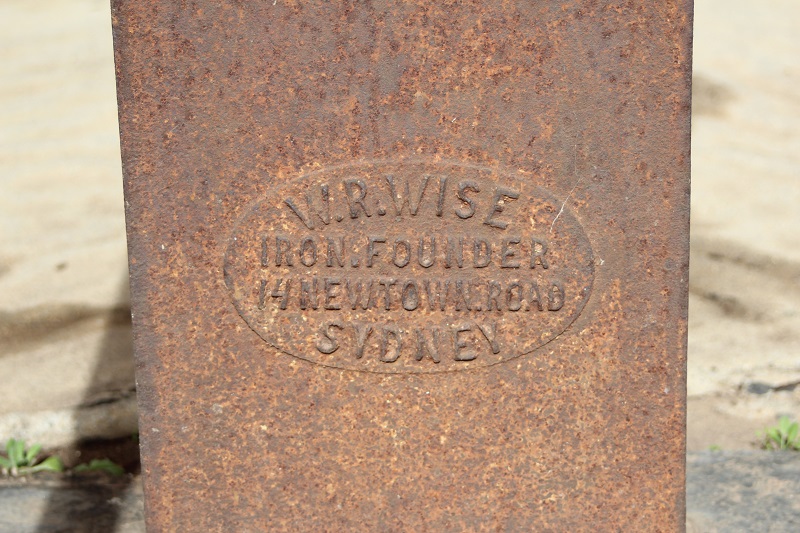 W.R.WISE
IRON.FOUNDER
14 NEWTOWN.ROAD
SYDNEY